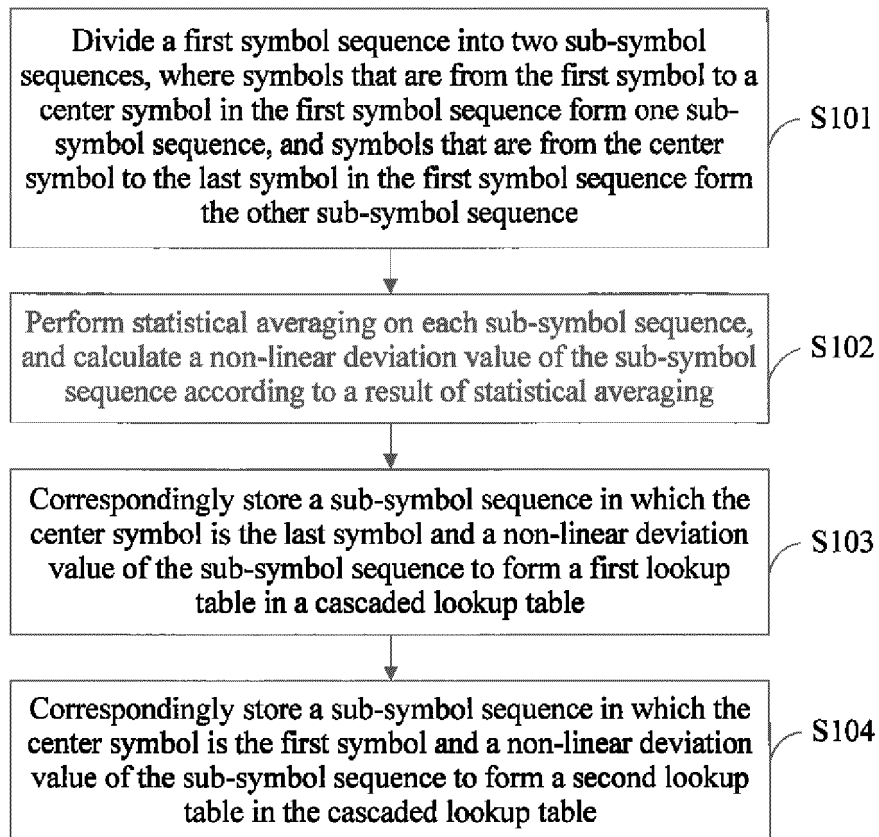 Divide a first symbol sequence into two sub-symbol
sequences, where symbols that are from the first symbol to a
center symbol in the first symbol sequence form one sub-
symbol sequence, and symbols that are from the center
symbol to the last symbol in the first symbol sequence form
the other sub-symbol sequence
S101
Perform statistical averaging on each sub-symbol sequence,
and calculate a non-linear deviation value of the sub-symbol
sequence according to a result of statistical averaging
S102
Correspondingly store a sub-symbol sequence in which the
center symbol is the last symbol and a non-linear deviation
value of the sub-symbol sequence to form a first lookup
table in a cascaded lookup table
S103
Correspondingly store a sub-symbol sequence in which the
center symbol is the first symbol and a non-linear deviation
value of the sub-symbol sequence to form a second lookup
table in the cascaded lookup table
S104